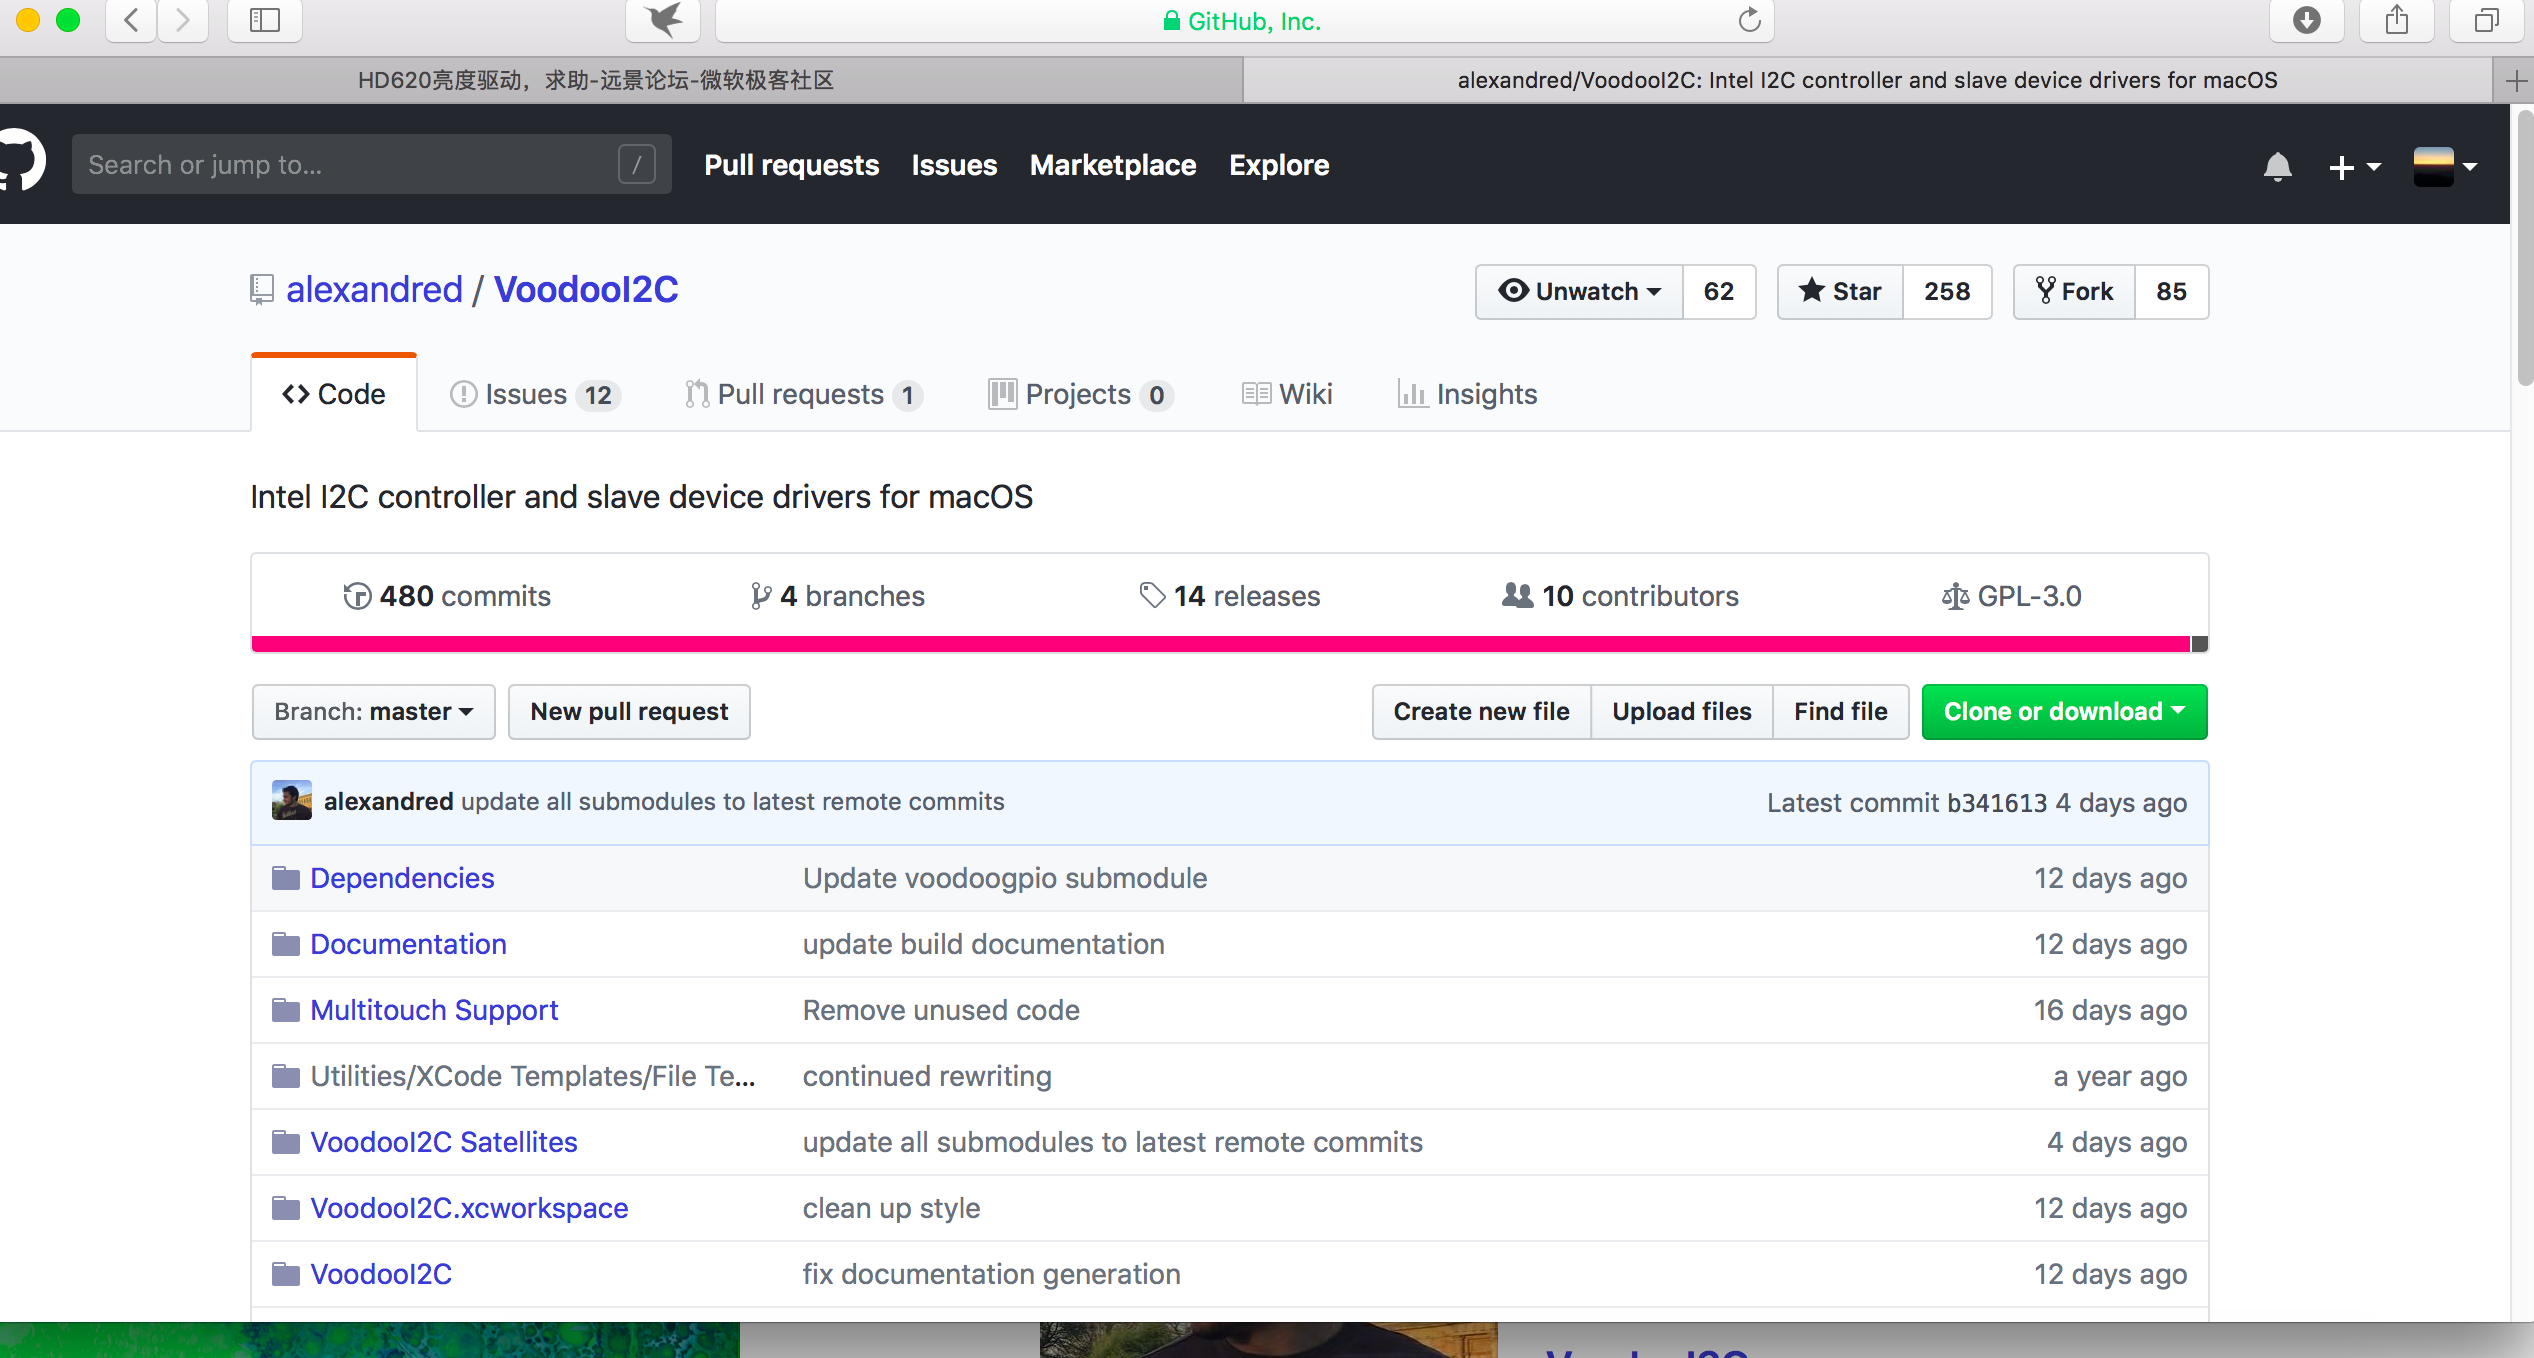 GitHub, Inc.
HD620亮度驱动，求助-远景论坛-微软极客社区
alexandred/VoodooI2C: Intel I2C controller and slave device drivers for macOS
Search or jump to...
/
Pull requests
Issues
Marketplace
Explore
alexandred / VoodooI2C
Unwatch 62
Star 258
Fork 85
Code
Issues 12
Pull requests 1
Projects 0
Wiki
Insights
Intel I2C controller and slave device drivers for macOS
480 commits
4 branches
14 releases
10 contributors
GPL-3.0
Branch: master
New pull request
Create new file
Upload files
Find file
Clone or download
alexandred update all submodules to latest remote commits
Latest commit b341613 4 days ago
Dependencies
Update voodoogpio submodule
12 days ago
Documentation
update build documentation
12 days ago
Multitouch Support
Remove unused code
16 days ago
Utilities/XCode Templates/File Te...
continued rewriting
a year ago
VoodooI2C Satellites
update all submodules to latest remote commits
4 days ago
VoodooI2C.xcworkspace
clean up style
12 days ago
VoodooI2C
fix documentation generation
12 days ago